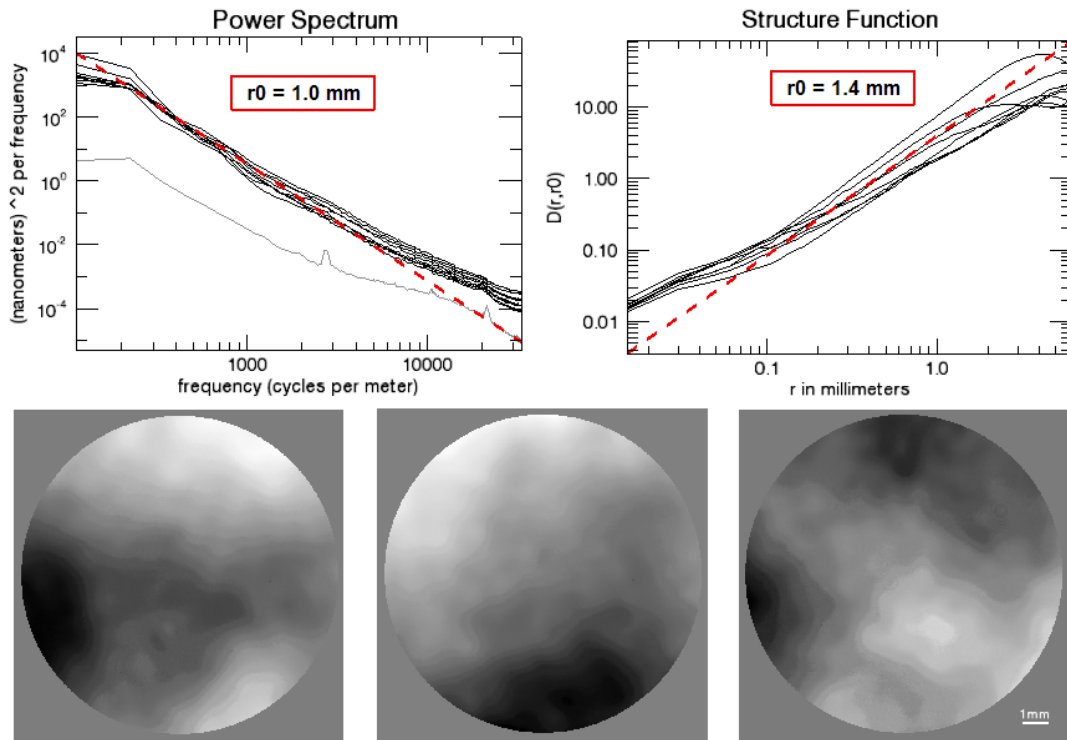 Power Spectrum
r0 = 1.0 mm
(nanometers) ^2 per frequency
10^4
10^2
10^0
10^-2
10^-4
1000
10000
frequency (cycles per meter)
Structure Function
r0 = 1.4 mm
D(r,r0)
10.00
1.00
0.10
0.01
0.1
1.0
r in millimeters
1mm